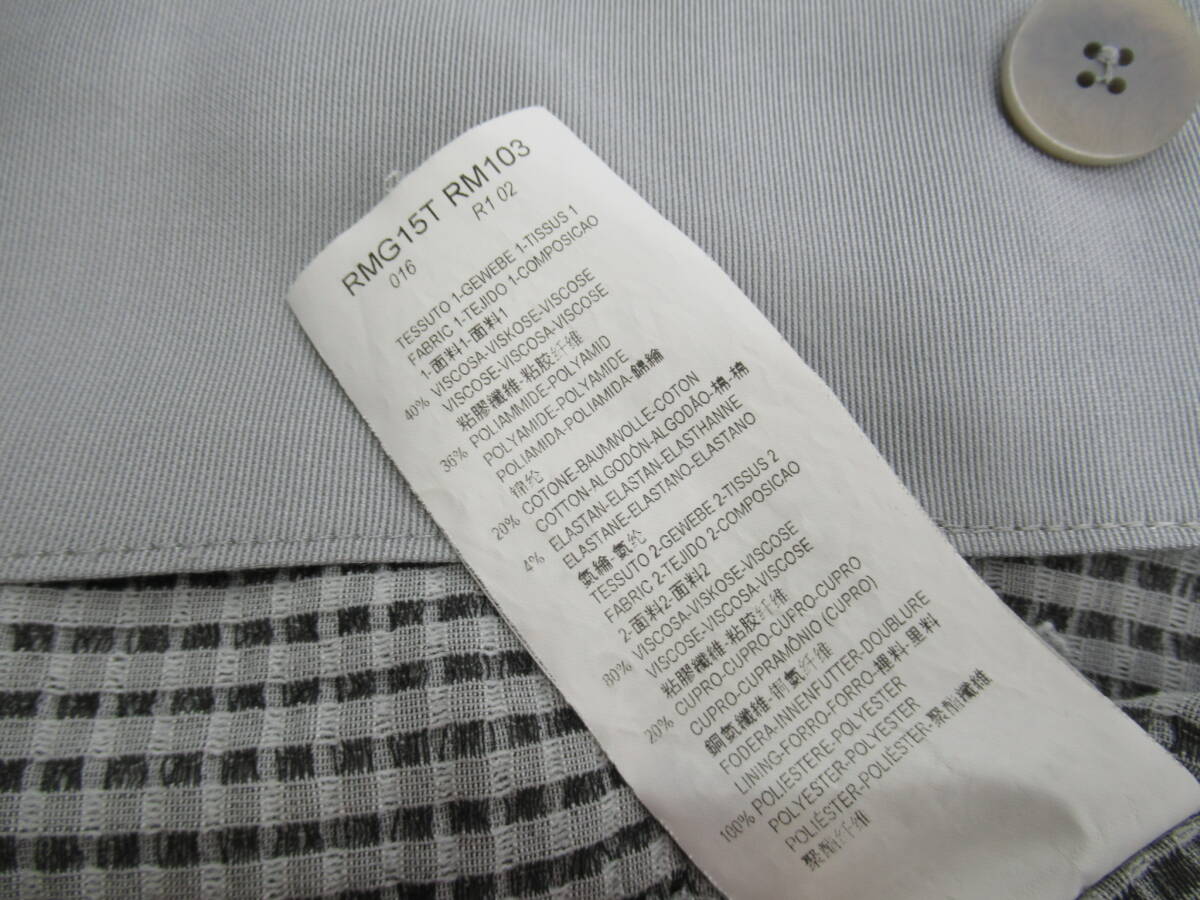 RMG15T RM103
016 R1 02
TESSUTO 1-GEWEBE 1-TISSUS 1
FABRIC 1-TEJIDO 1-COMPOSICAO
1-面料1-面料1
40% VISCOSA-VISKOSE-VISCOSE
VISCOSE-VISCOSA-VISCOSE
粘膠纖維-粘胶纤维
36% POLIAMMIDE-POLYAMID
POLYAMIDE-POLYAMIDE
POLIAMIDA-POLIAMIDA-錦綸
锦纶
20% COTONE-BAUMWOLLE-COTON
COTTON-ALGODÓN-ALGODÃO-棉-棉
4% ELASTAN-ELASTAN-ELASTHANNE
ELASTANE-ELASTANO-ELASTANO
氨綸-氨纶
TESSUTO 2-GEWEBE 2-TISSUS 2
FABRIC 2-TEJIDO 2-COMPOSICAO
2-面料2-面料2
80% VISCOSA-VISKOSE-VISCOSE
VISCOSE-VISCOSA-VISCOSE
粘膠纖維-粘胶纤维
20% CUPRO-CUPRO-CUPRO-CUPRO
CUPRO-CUPRAMÔNIO (CUPRO)
銅氨纖維-铜氨纤维
FODERA-INNENFUTTER-DOUBLURE
LINING-FORRO-FORRO-裡料-里料
100% POLIESTERE-POLYESTER
POLYESTER-POLYESTER
POLIÉSTER-POLIÉSTER-聚酯纖維
聚酯纤维